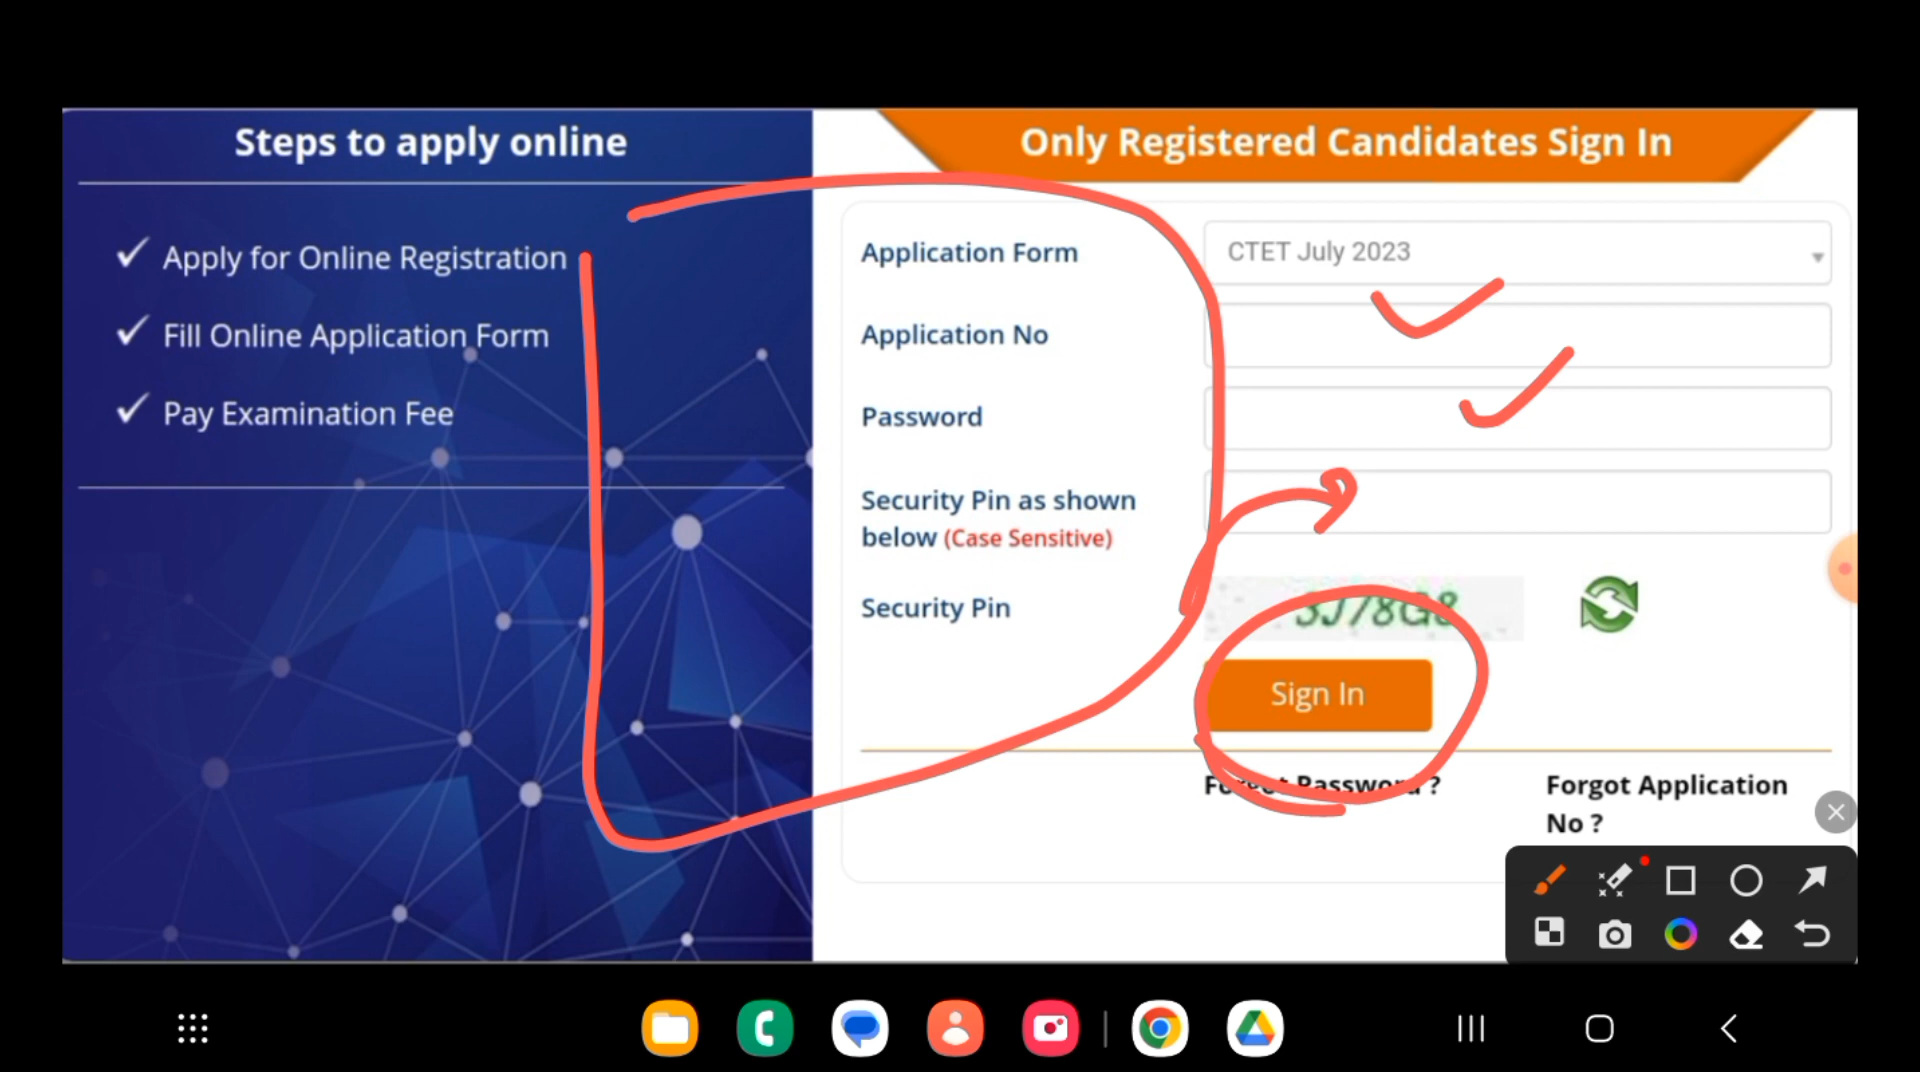 Steps to apply online
Apply for Online Registration
Fill Online Application Form
Pay Examination Fee
Only Registered Candidates Sign In
Application Form
CTET July 2023
Application No
Password
Security Pin as shown
below (Case Sensitive)
Security Pin
Sign In
Forgot Password ?
Forgot Application
No ?